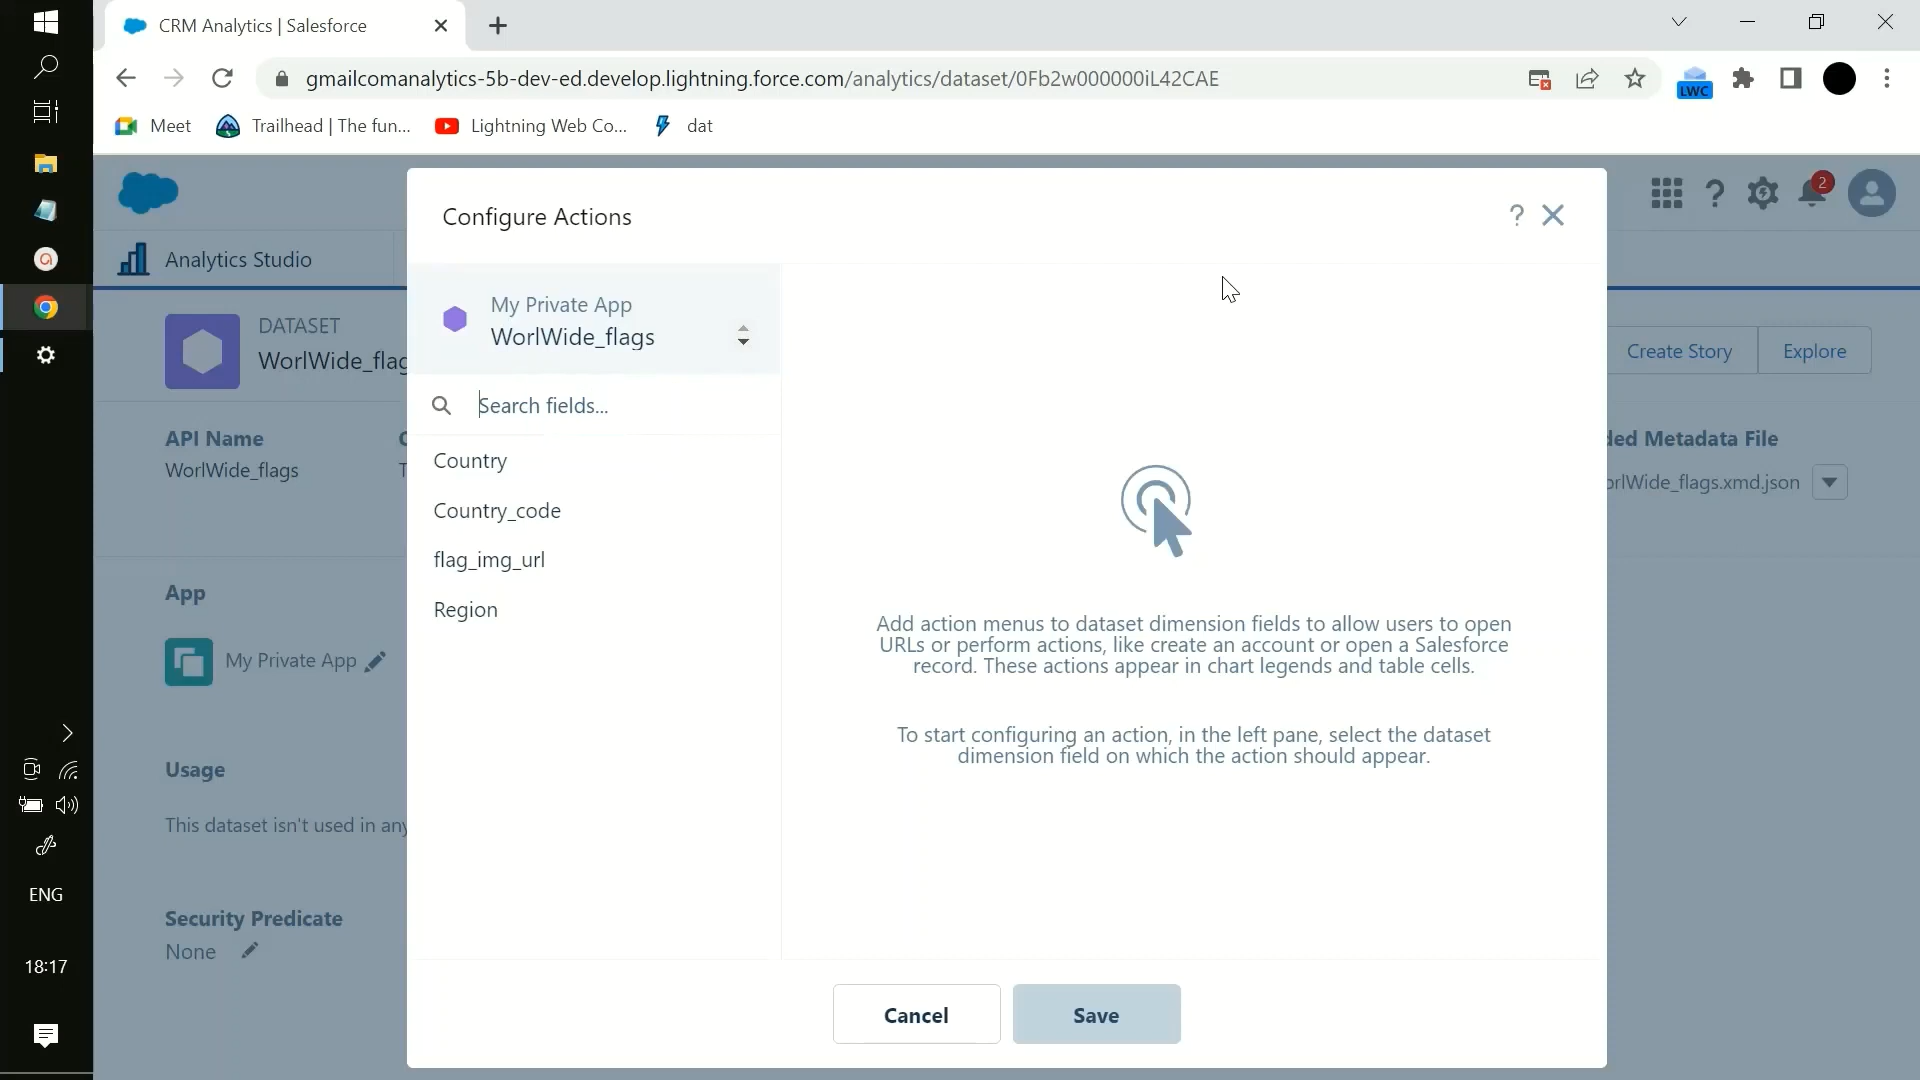 CRM Analytics | Salesforce
gmailcomanalytics-5b-dev-ed.develop.lightning.force.com/analytics/dataset/0Fb2w000000iL42CAE
LWC
Meet
Trailhead | The fun...
Lightning Web Co...
dat
Configure Actions
?
?
2
Analytics Studio
My Private App
WorlWide_flags
DATASET
WorlWide_flag
Create Story
Explore
Search fields...
API Name
WorlWide_flags
Country
Country_code
flag_img_url
Region
ded Metadata File
orlWide_flags.xmd.json
App
My Private App
Add action menus to dataset dimension fields to allow users to open
URLs or perform actions, like create an account or open a Salesforce
record. These actions appear in chart legends and table cells.
To start configuring an action, in the left pane, select the dataset
dimension field on which the action should appear.
Usage
This dataset isn't used in any
Security Predicate
None
Cancel
Save
ENG
18:17